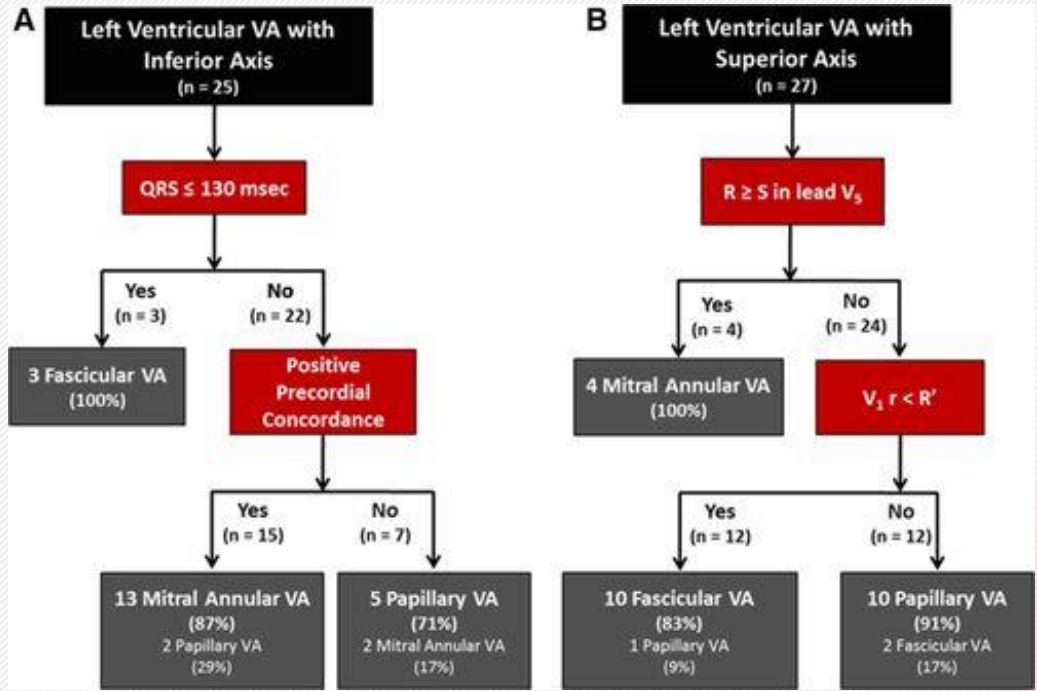 A
Left Ventricular VA with
Inferior Axis
(n = 25)
QRS ≤ 130 msec
Yes
(n = 3)
No
(n = 22)
3 Fascicular VA
(100%)
Positive
Precordial
Concordance
Yes
(n = 15)
No
(n = 7)
13 Mitral Annular VA
(87%)
2 Papillary VA
(29%)
5 Papillary VA
(71%)
2 Mitral Annular VA
(17%)
B
Left Ventricular VA with
Superior Axis
(n = 27)
R ≥ S in lead V5
Yes
(n = 4)
No
(n = 24)
4 Mitral Annular VA
(100%)
V1 r < R'
Yes
(n = 12)
No
(n = 12)
10 Fascicular VA
(83%)
1 Papillary VA
(9%)
10 Papillary VA
(91%)
2 Fascicular VA
(17%)